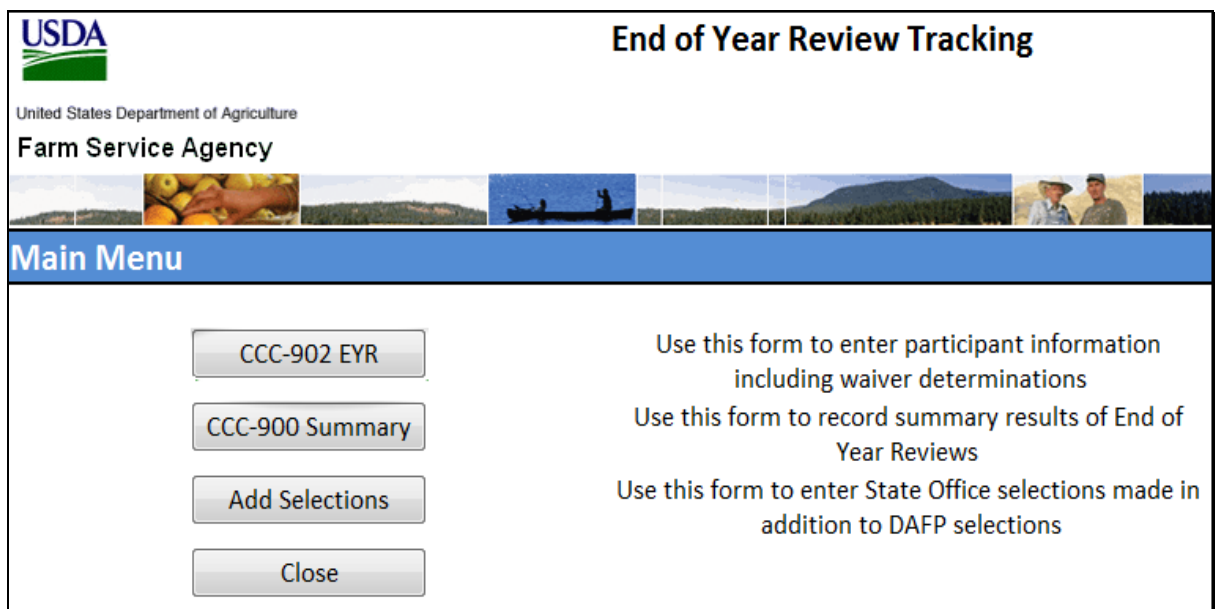 USDA
End of Year Review Tracking
United States Department of Agriculture
Farm Service Agency
Main Menu
CCC-902 EYR
Use this form to enter participant information
including waiver determinations
CCC-900 Summary
Use this form to record summary results of End of
Year Reviews
Add Selections
Use this form to enter State Office selections made in
addition to DAFP selections
Close